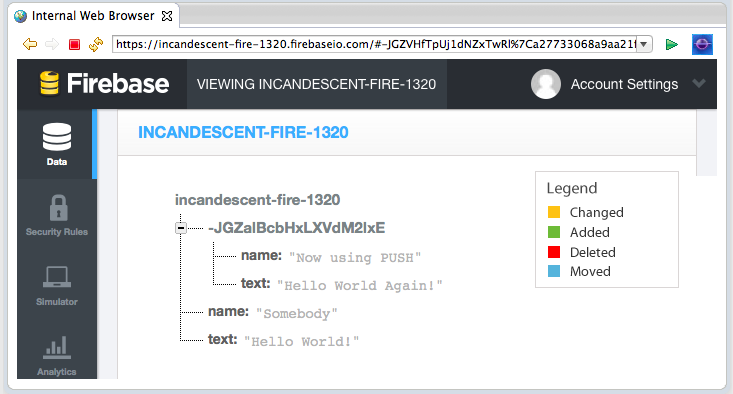 Internal Web Browser
https://incandescent-fire-1320.firebaseio.com/#-JGZVHfTpUj1dNZxTwRl%7Ca27733068a9aa21f
Firebase VIEWING INCANDESCENT-FIRE-1320 Account Settings
Data
Security Rules
Simulator
Analytics
INCANDESCENT-FIRE-1320
incandescent-fire-1320
-JGZalBcbHxLXVdM2lxE
name: "Now using PUSH"
text: "Hello World Again!"
name: "Somebody"
text: "Hello World!"
Legend
Changed
Added
Deleted
Moved